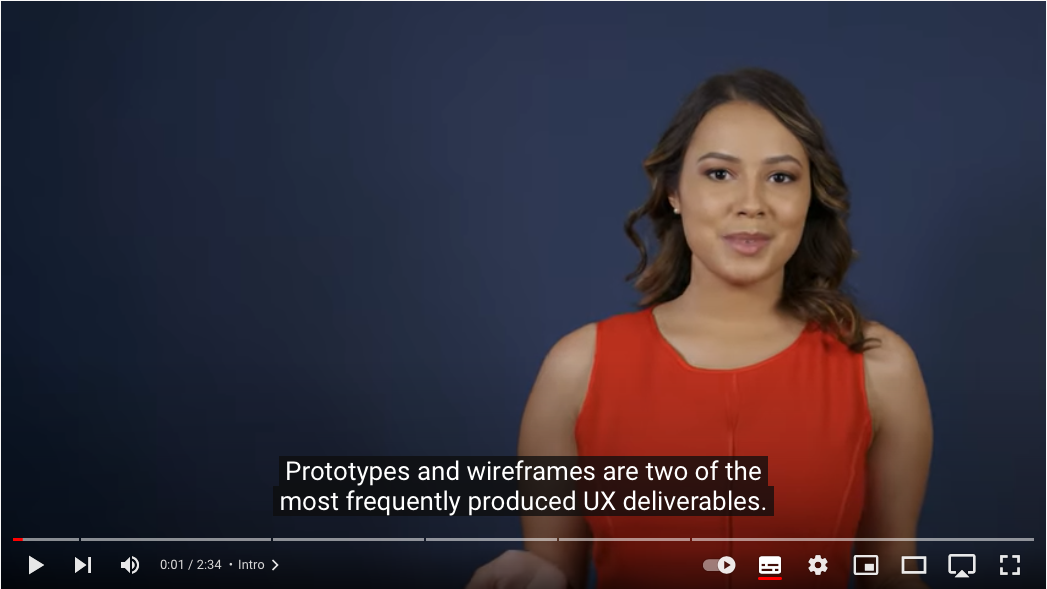 Prototypes and wireframes are two of the
most frequently produced UX deliverables.
0:01 / 2:34 • Intro